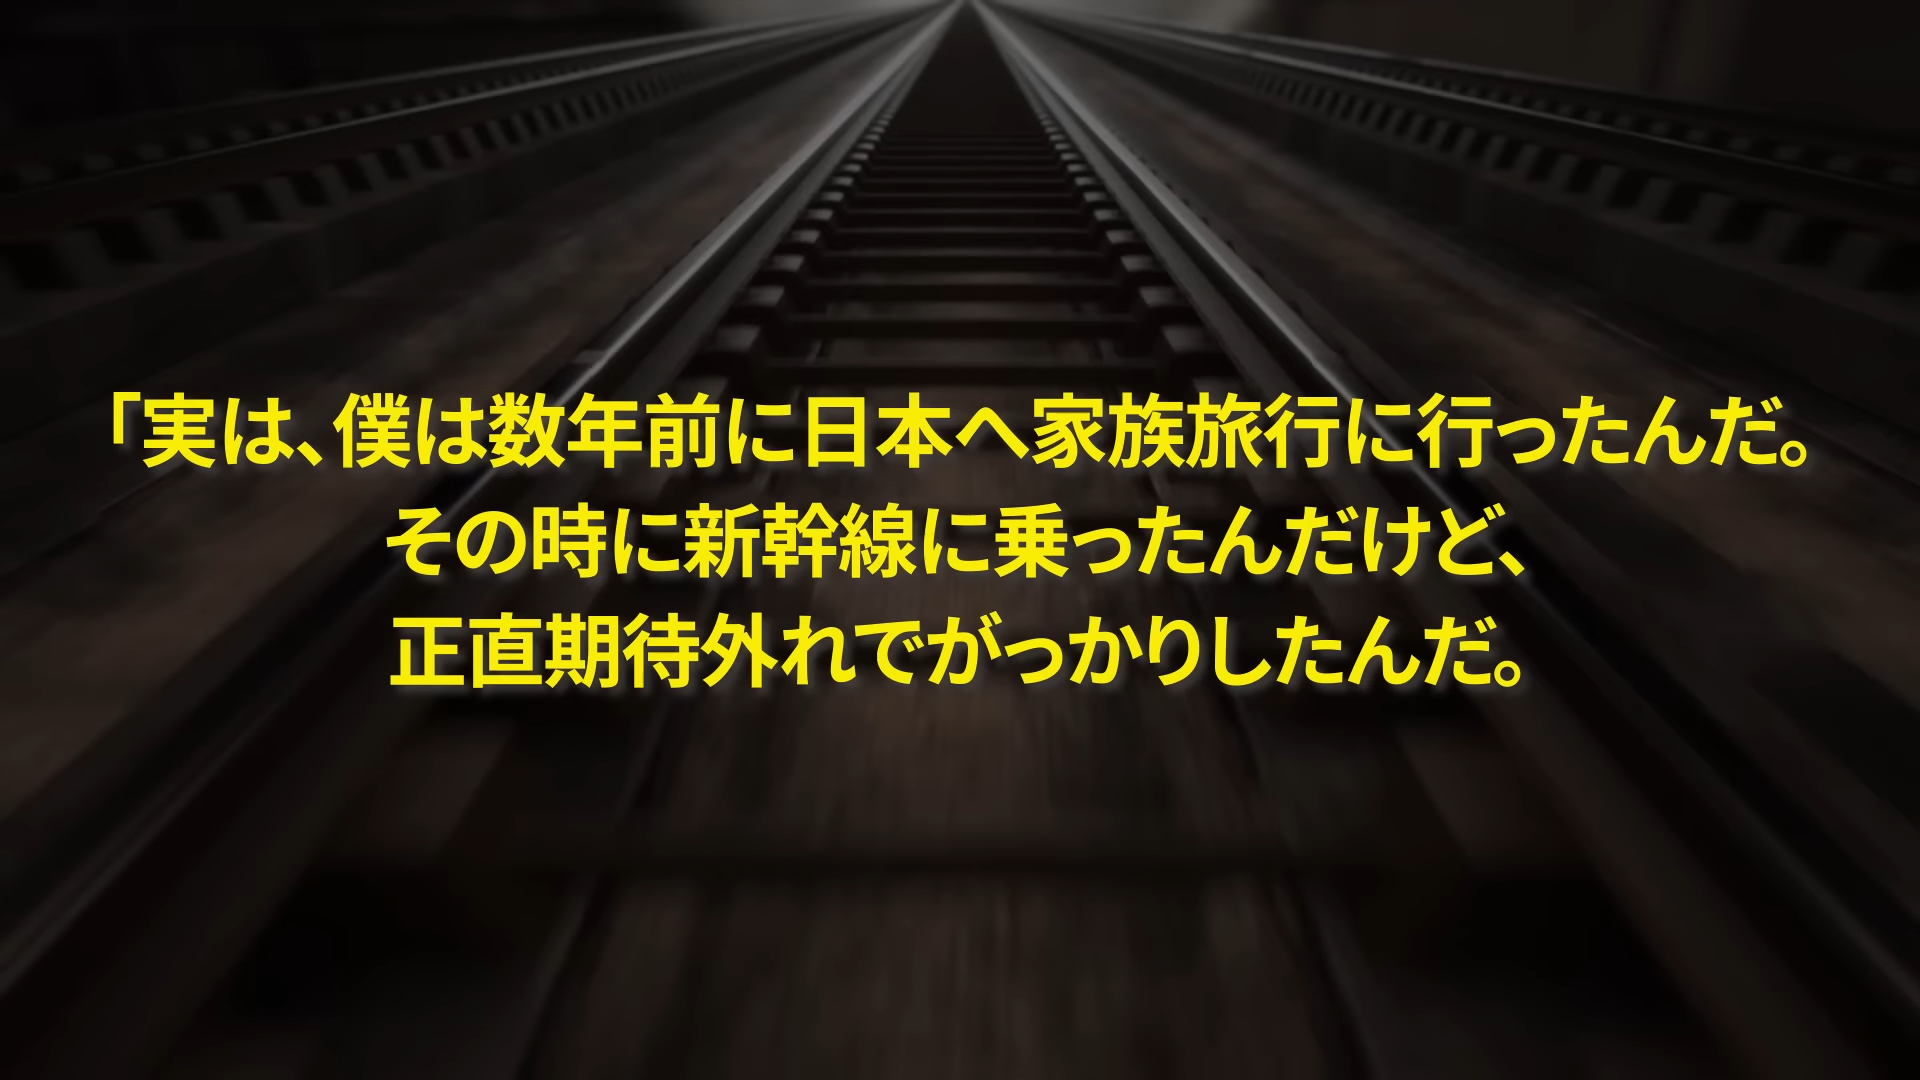 「実は、僕は数年前に日本へ家族旅行に行ったんだ。
その時に新幹線に乗ったんだけど、
正直期待外れでがっかりしたんだ。